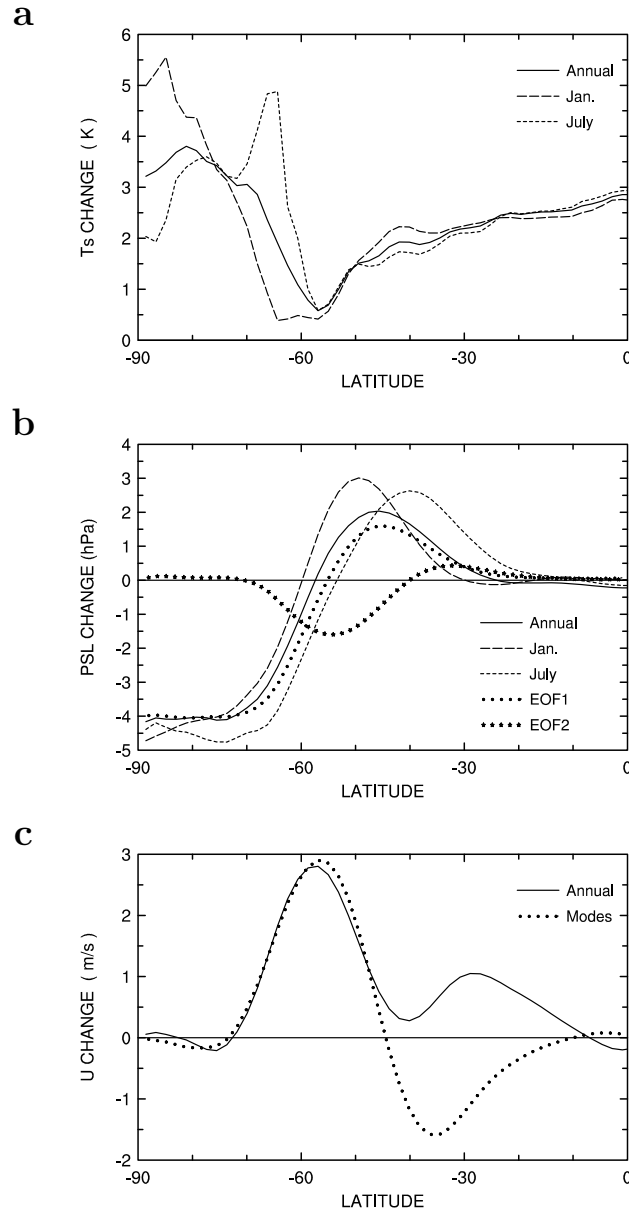 a
Ts CHANGE ( K )
6
5
4
3
2
1
0
Annual
Jan.
July
-90
-60
-30
0
LATITUDE
b
PSL CHANGE (hPa)
4
3
2
1
0
-1
-2
-3
-4
-5
Annual
Jan.
July
EOF1
EOF2
-90
-60
-30
0
LATITUDE
c
U CHANGE ( m/s )
3
2
1
0
-1
-2
Annual
Modes
-90
-60
-30
0
LATITUDE